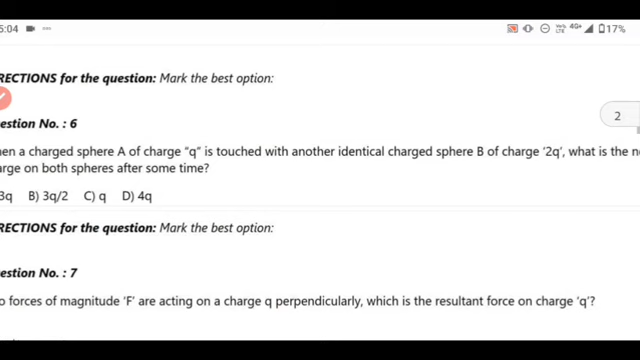 5:04 17%
RECTIONS for the question: Mark the best option:
2
estion No. : 6
en a charged sphere A of charge "q" is touched with another identical charged sphere B of charge '2q', what is the n
arge on both spheres after some time?
3q B) 3q/2 C) q D) 4q
RECTIONS for the question: Mark the best option:
estion No. : 7
o forces of magnitude 'F' are acting on a charge q perpendicularly, which is the resultant force on charge 'q'?